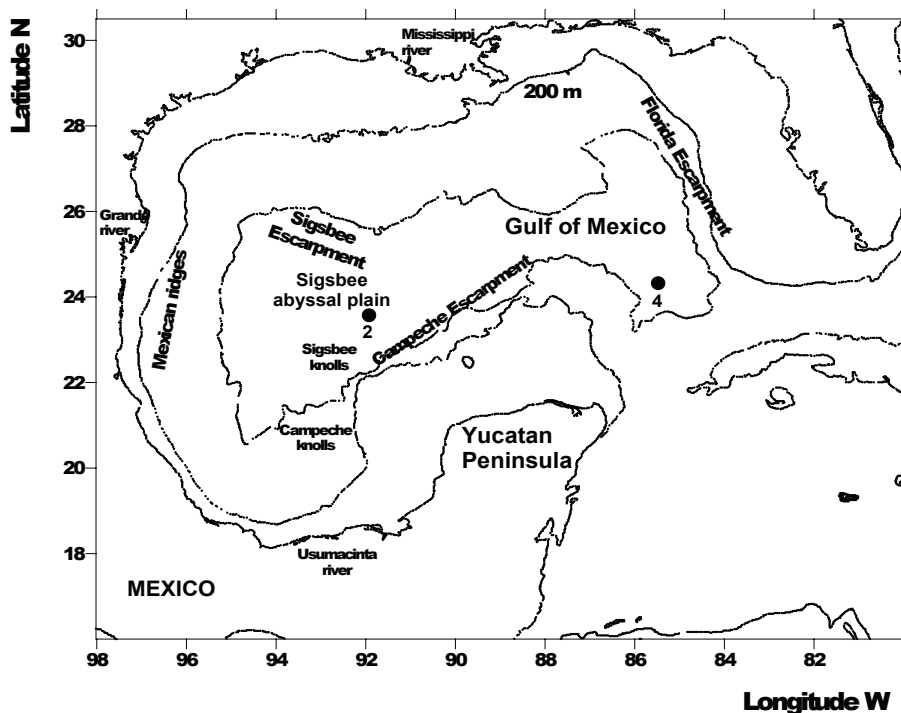 Latitude N
30
28
26
24
22
20
18
Mississippi
river
200 m
Florida Escarpment
Grande
river
Sigsbee
Escarpment
Gulf of Mexico
Mexican ridges
Sigsbee
abyssal plain
2
Campeche Escarpment
4
Sigsbee
knolls
Campeche
knolls
Yucatan
Peninsula
Usumacinta
river
MEXICO
98 96 94 92 90 88 86 84 82
Longitude W